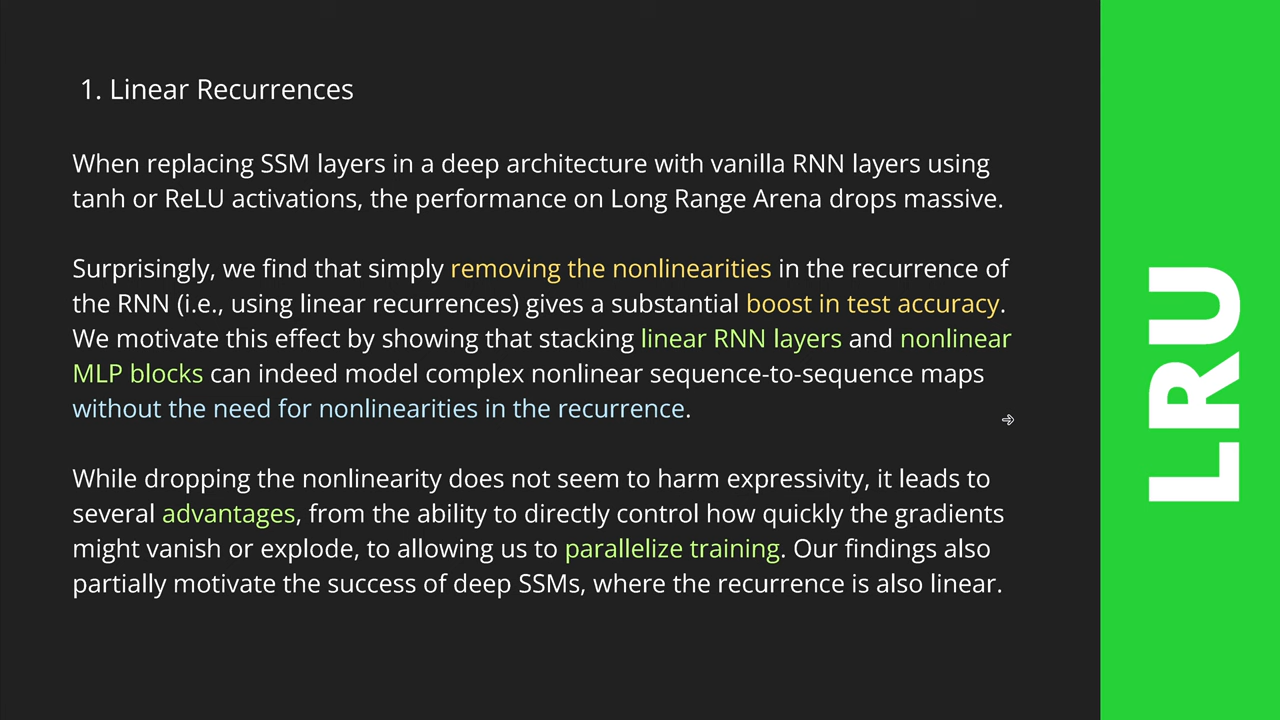 1. Linear Recurrences
When replacing SSM layers in a deep architecture with vanilla RNN layers using
tanh or ReLU activations, the performance on Long Range Arena drops massive.
Surprisingly, we find that simply removing the nonlinearities in the recurrence of
the RNN (i.e., using linear recurrences) gives a substantial boost in test accuracy.
We motivate this effect by showing that stacking linear RNN layers and nonlinear
MLP blocks can indeed model complex nonlinear sequence-to-sequence maps
without the need for nonlinearities in the recurrence.
While dropping the nonlinearity does not seem to harm expressivity, it leads to
several advantages, from the ability to directly control how quickly the gradients
might vanish or explode, to allowing us to parallelize training. Our findings also
partially motivate the success of deep SSMs, where the recurrence is also linear.
LRU